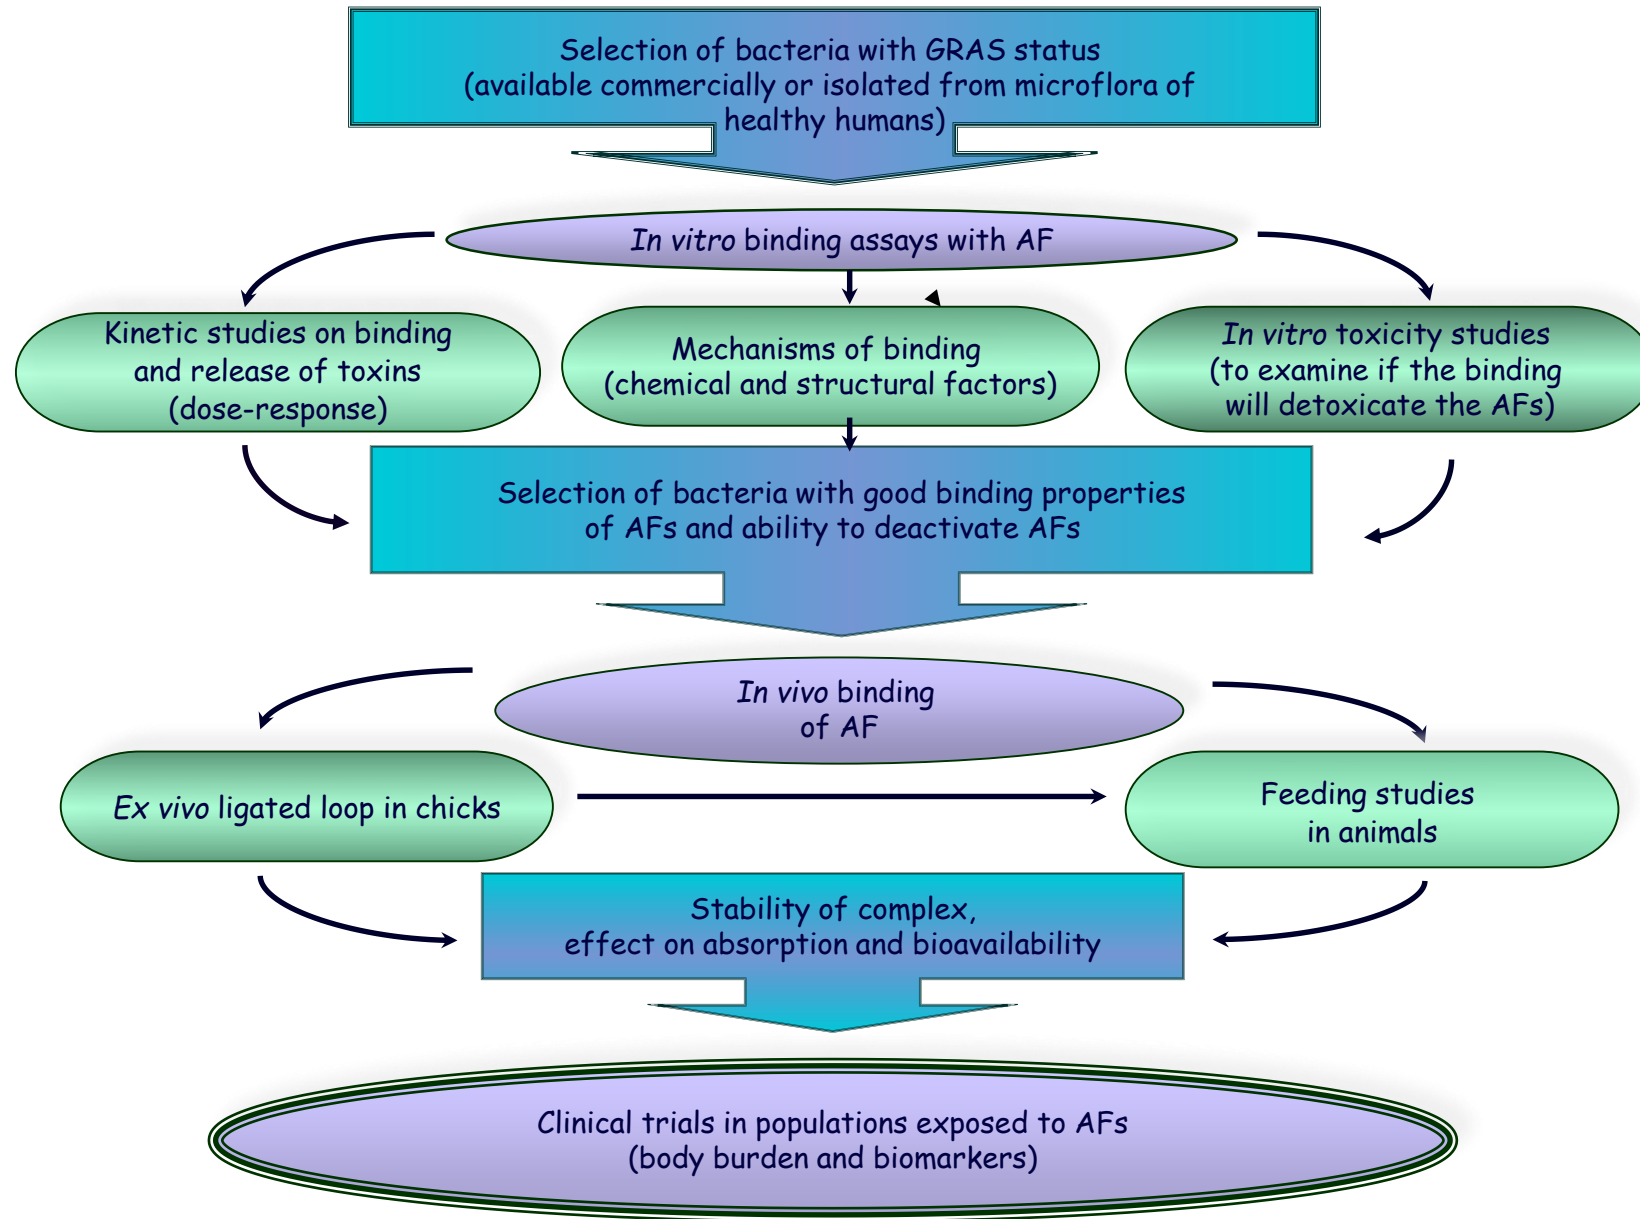 Selection of bacteria with GRAS status
(available commercially or isolated from microflora of
healthy humans)
In vitro binding assays with AF
Kinetic studies on binding
and release of toxins
(dose-response)
Mechanisms of binding
(chemical and structural factors)
In vitro toxicity studies
(to examine if the binding
will detoxicate the AFs)
Selection of bacteria with good binding properties
of AFs and ability to deactivate AFs
In vivo binding
of AF
Ex vivo ligated loop in chicks
Feeding studies
in animals
Stability of complex,
effect on absorption and bioavailability
Clinical trials in populations exposed to AFs
(body burden and biomarkers)